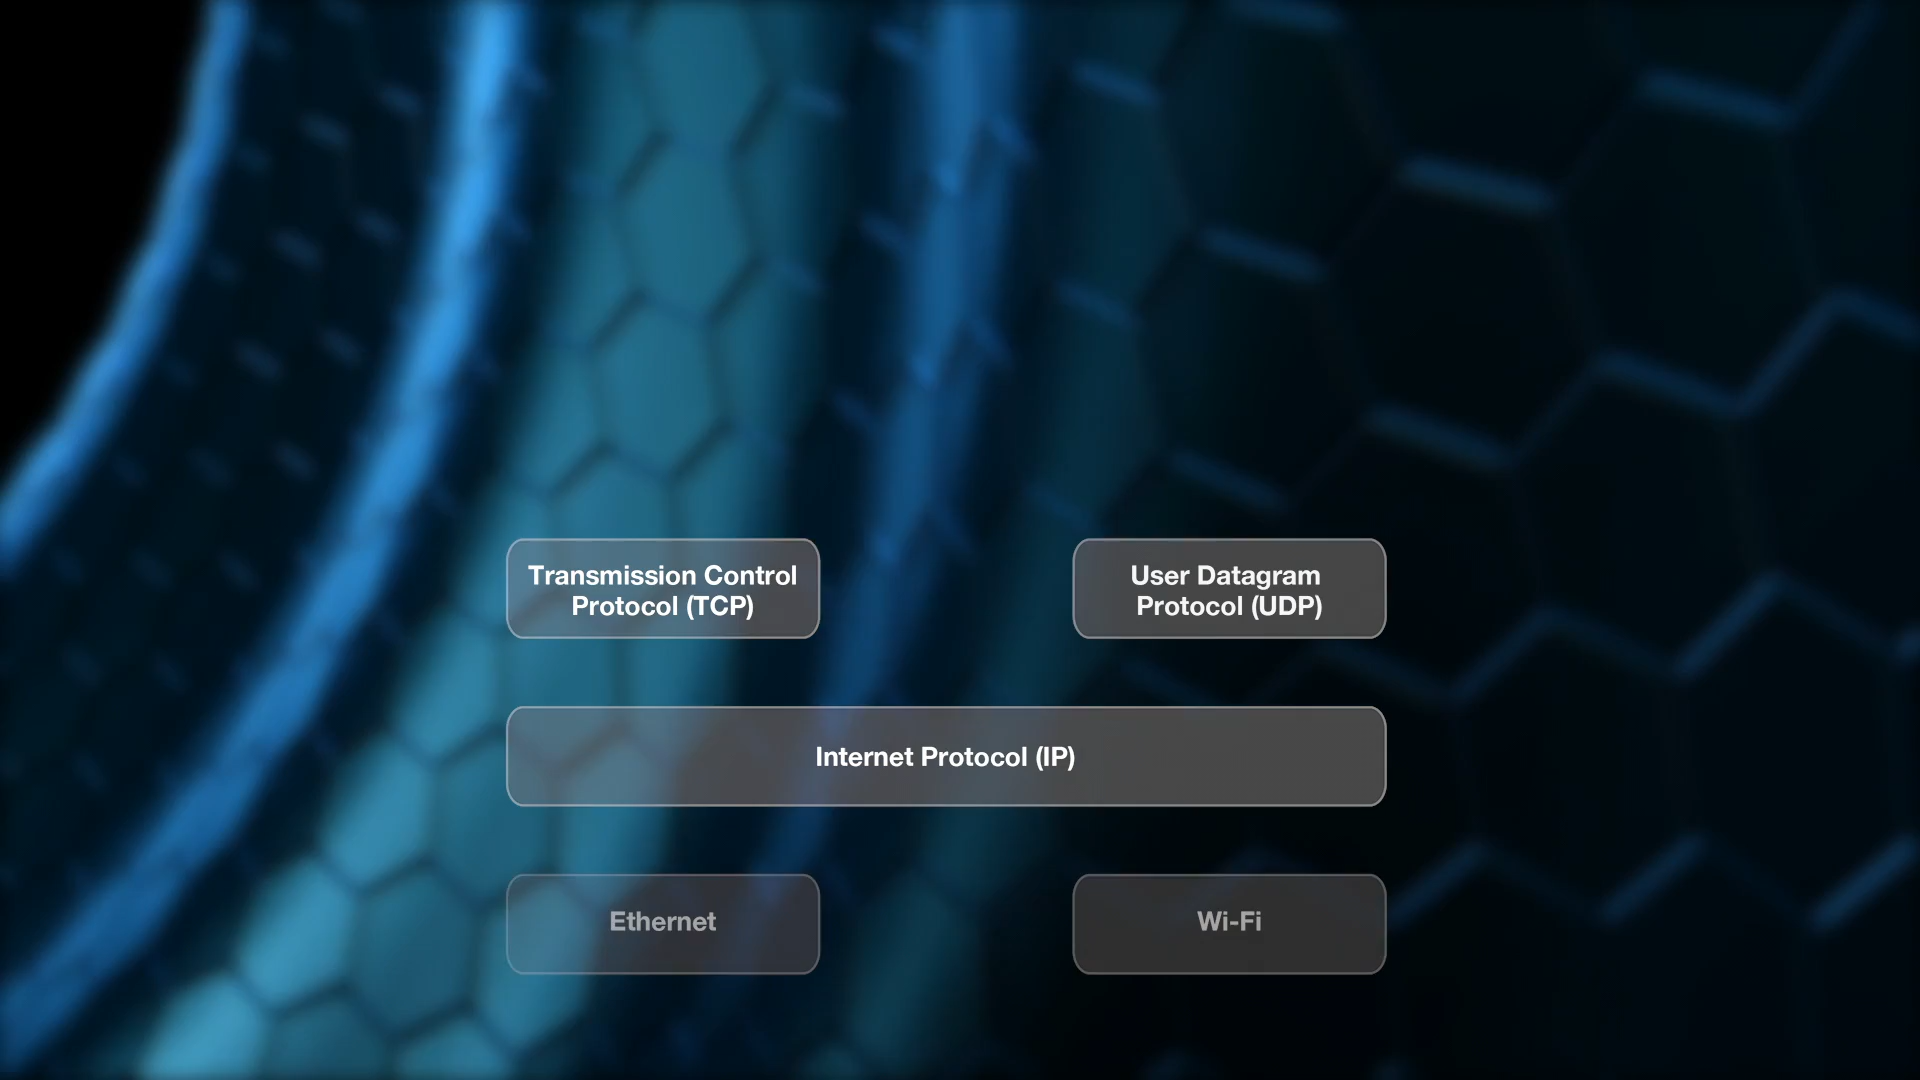 Transmission Control
Protocol (TCP)
User Datagram
Protocol (UDP)
Internet Protocol (IP)
Ethernet
Wi-Fi